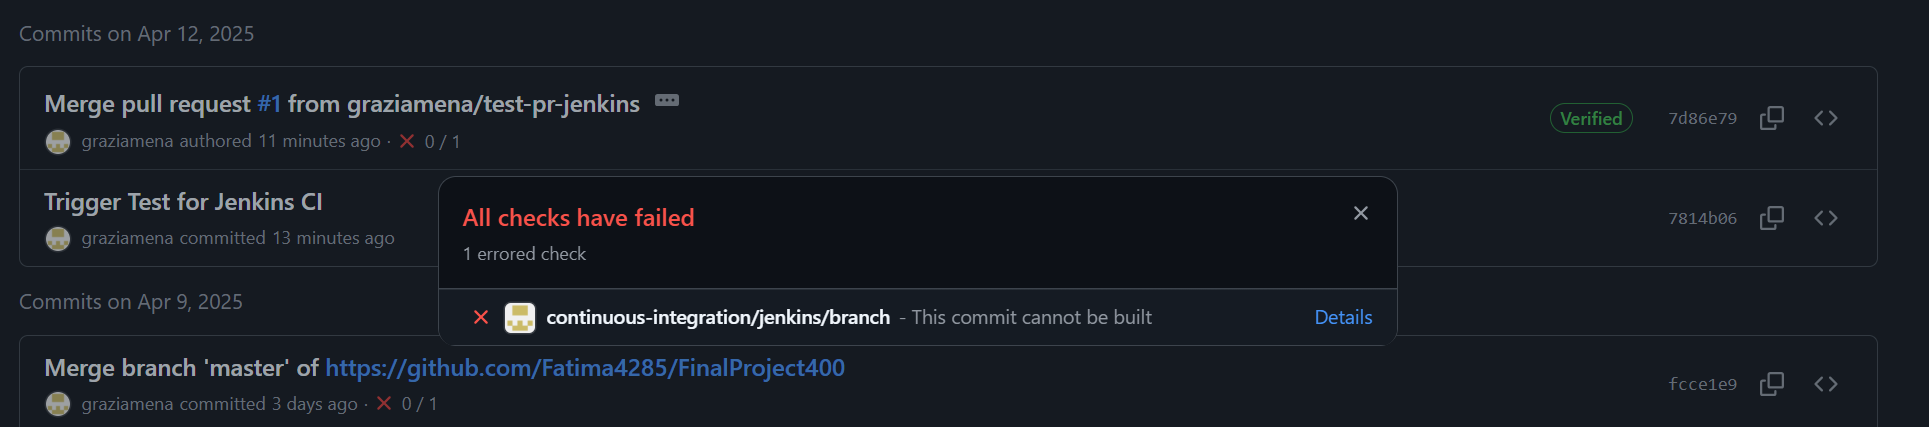 Commits on Apr 12, 2025
Merge pull request #1 from graziamena/test-pr-jenkins
graziamena authored 11 minutes ago · 0 / 1
Verified
7d86e79
Trigger Test for Jenkins CI
graziamena committed 13 minutes ago
7814b06
All checks have failed
1 errored check
continuous-integration/jenkins/branch - This commit cannot be built
Details
Commits on Apr 9, 2025
Merge branch 'master' of https://github.com/Fatima4285/FinalProject400
graziamena committed 3 days ago · 0 / 1
fcce1e9